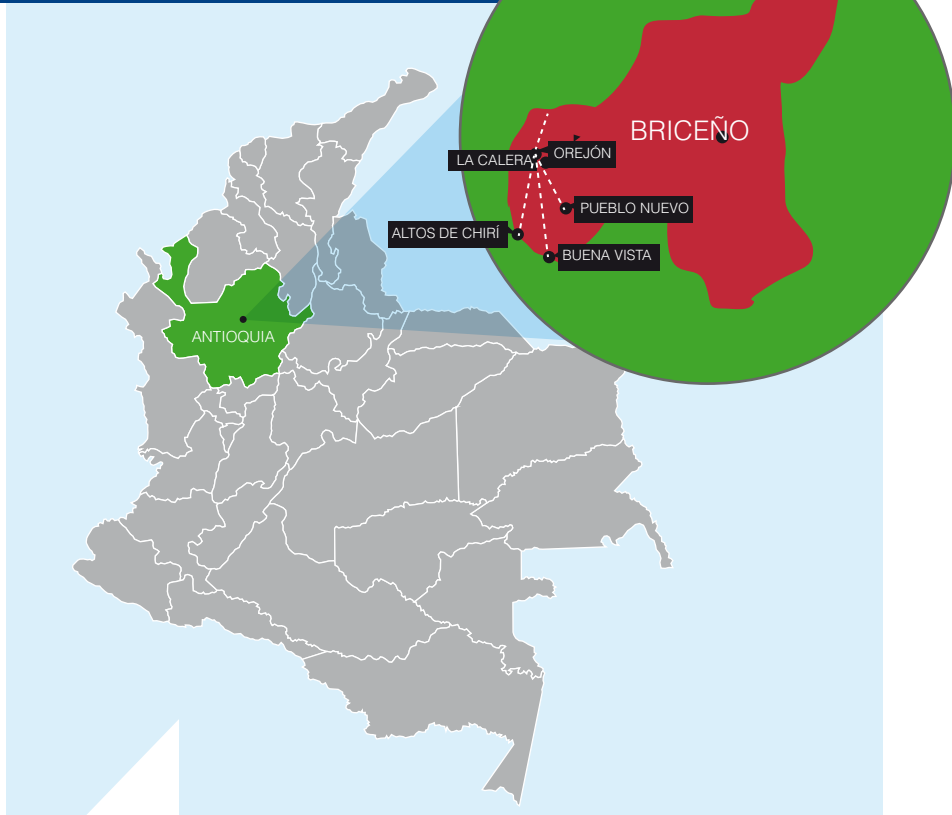 BRICEÑO
OREJÓN
LA CALERA
PUEBLO NUEVO
ALTOS DE CHIRÍ
BUENA VISTA
ANTIOQUIA